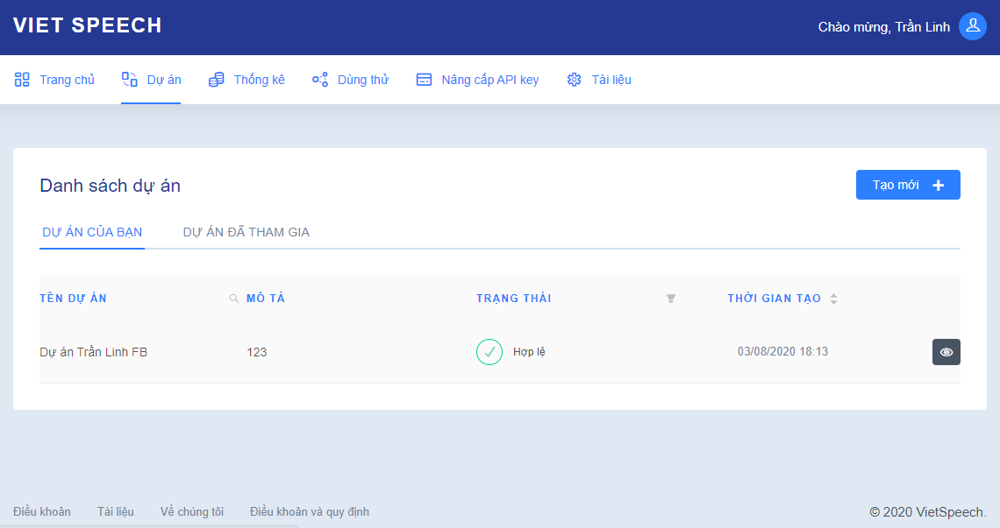 VIET SPEECH
Chào mừng, Trần Linh
Trang chủ Dự án Thống kê Dùng thử Nâng cấp API key Tài liệu
Danh sách dự án
Tạo mới
DỰ ÁN CỦA BẠN DỰ ÁN ĐÃ THAM GIA
TÊN DỰ ÁN MÔ TẢ TRẠNG THÁI THỜI GIAN TẠO
Dự án Trần Linh FB 123 Hợp lệ 03/08/2020 18:13
Điều khoản Tài liệu Về chúng tôi Điều khoản và quy định
© 2020 VietSpeech.